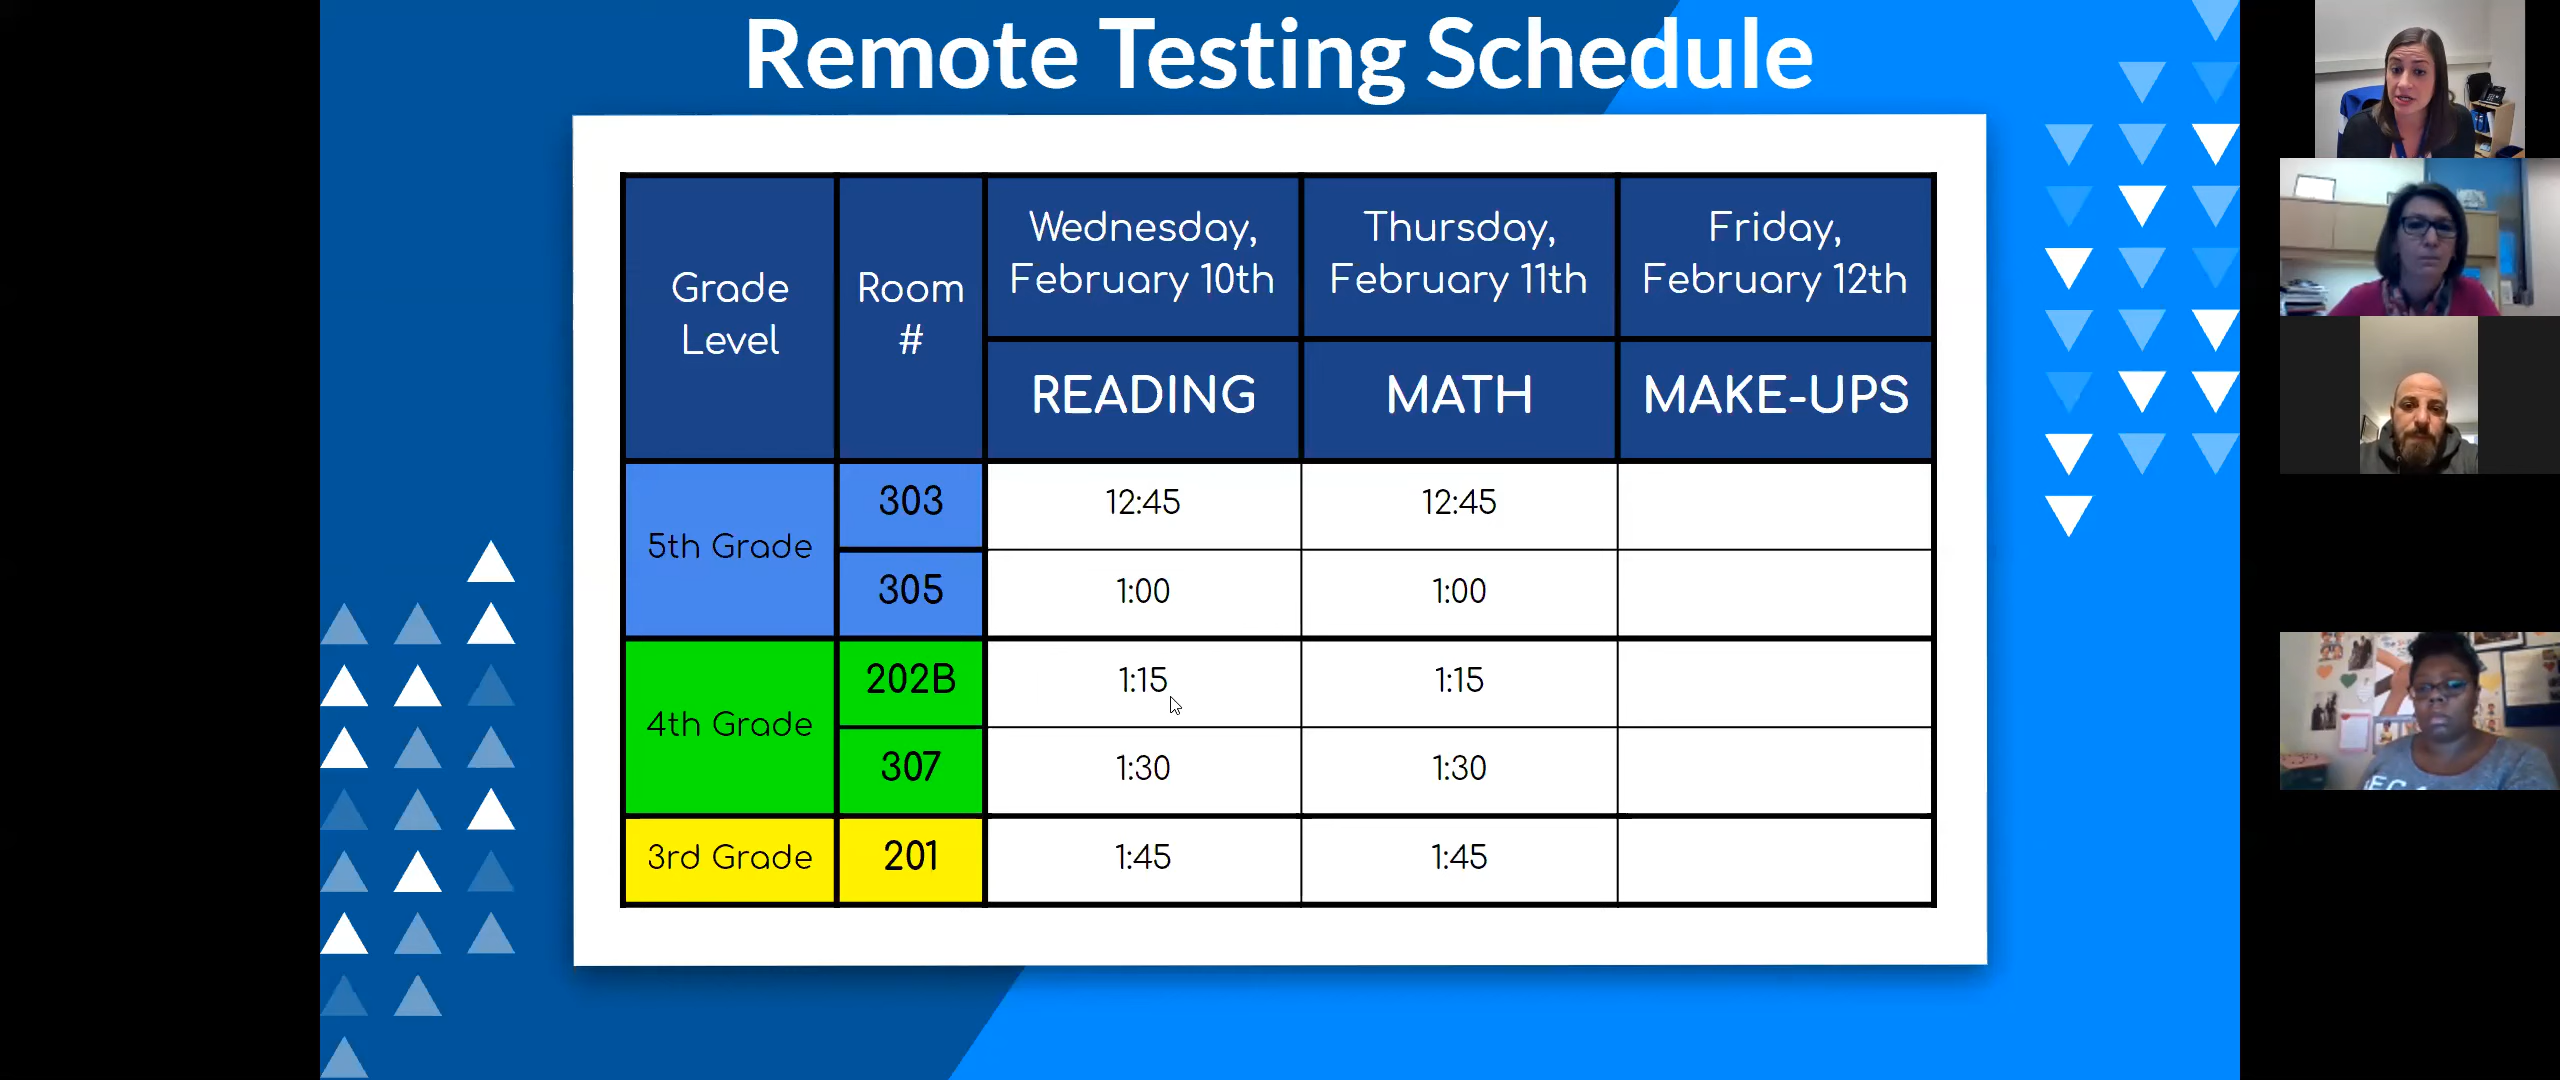 Remote Testing Schedule
Grade
Level
Room
#
Wednesday,
February 10th
Thursday,
February 11th
Friday,
February 12th
READING
MATH
MAKE-UPS
5th Grade
303
12:45
12:45
305
1:00
1:00
4th Grade
202B
1:15
1:15
307
1:30
1:30
3rd Grade
201
1:45
1:45